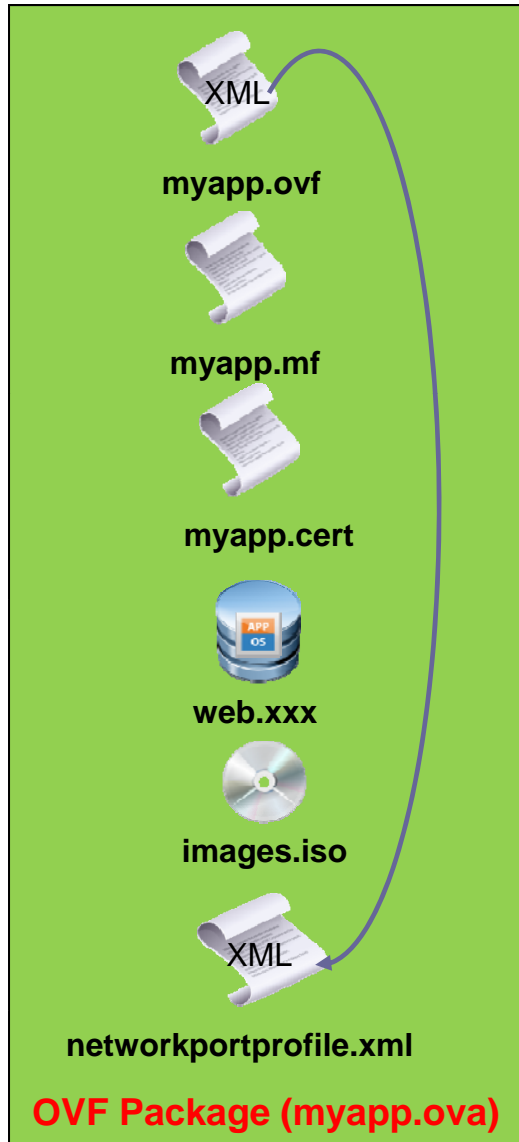 XML
myapp.ovf
myapp.mf
myapp.cert
APP
OS
web.xxx
images.iso
XML
networkportprofile.xml
OVF Package (myapp.ova)